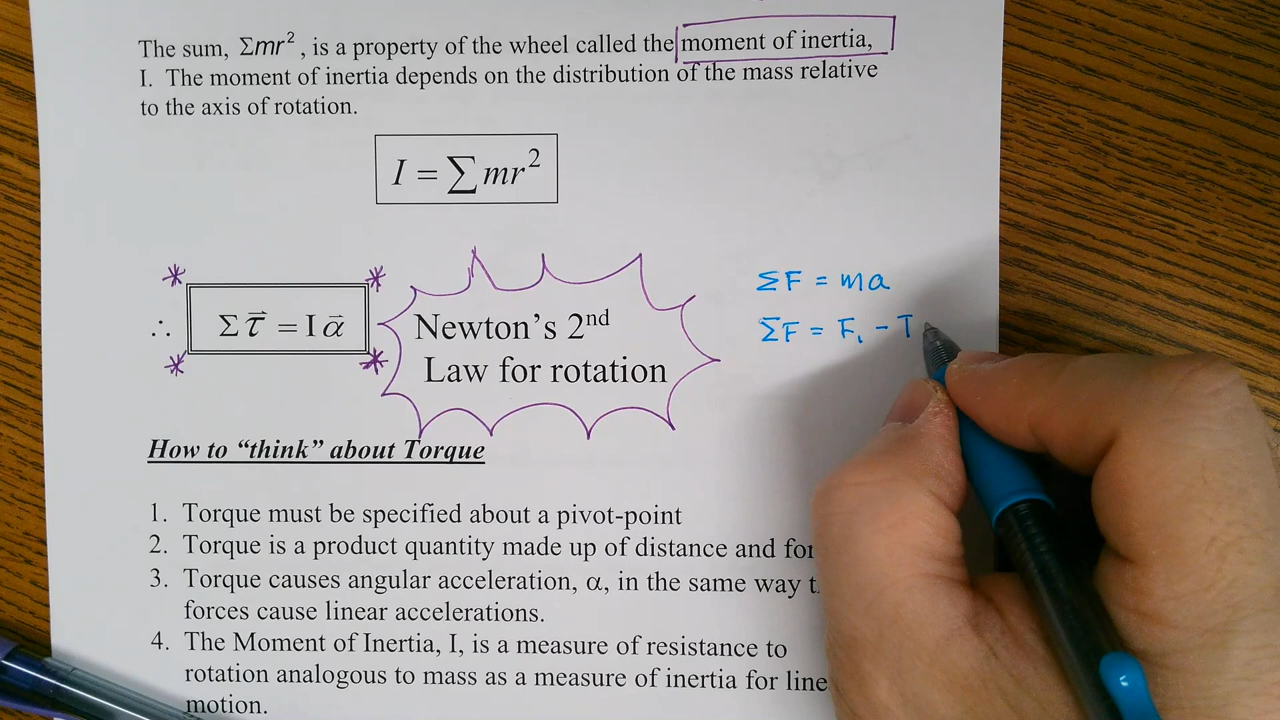 The sum, Σmr², is a property of the wheel called the moment of inertia,
I. The moment of inertia depends on the distribution of the mass relative
to the axis of rotation.
I = ∑ mr²
∴ Σ τ⃗ = I α⃗
Newton's 2nd
Law for rotation
ΣF = ma
ΣF = F₁ - T
How to “think” about Torque
1. Torque must be specified about a pivot-point
2. Torque is a product quantity made up of distance and
3. Torque causes angular acceleration, α, in the same way
forces cause linear accelerations.
4. The Moment of Inertia, I, is a measure of resistance to
rotation analogous to mass as a measure of inertia for
motion.